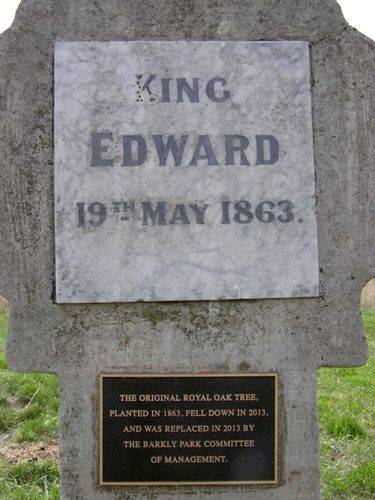 KING
EDWARD
19TH MAY 1863.
THE ORIGINAL ROYAL OAK TREE,
PLANTED IN 1863, FELL DOWN IN 2013,
AND WAS REPLACED IN 2013 BY
THE BARKLY PARK COMMITTEE
OF MANAGEMENT.